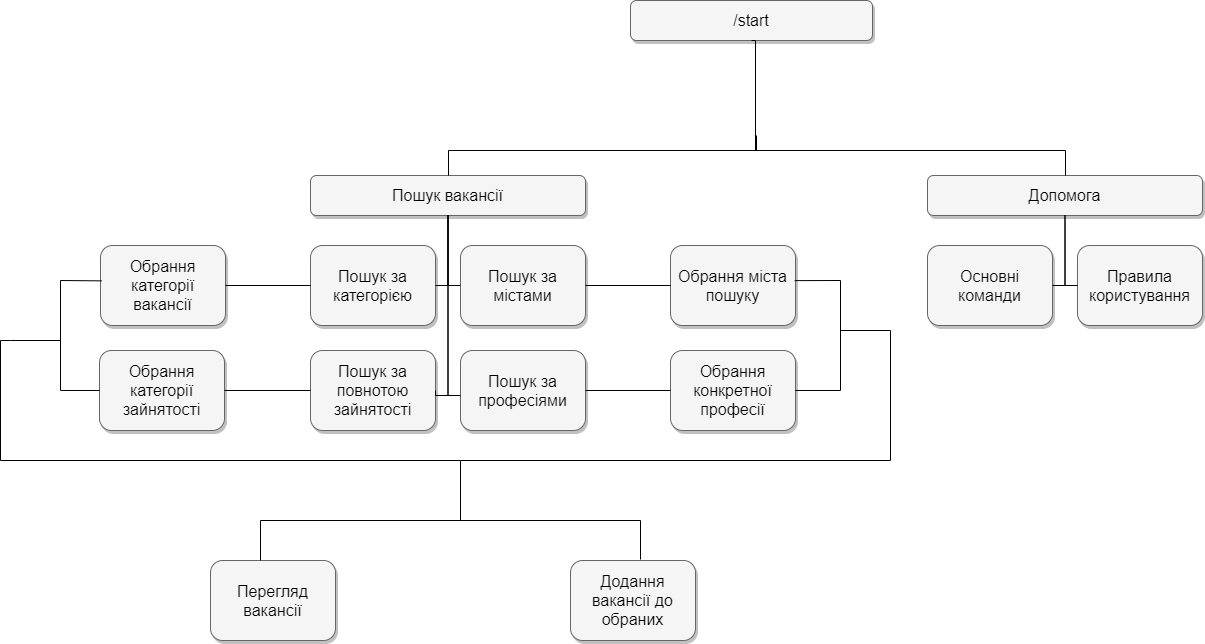 /start
Пошук вакансії
Допомога
Обрання
категорії
вакансії
Пошук за
категорією
Пошук за
містами
Обрання міста
пошуку
Основні
команди
Правила
користування
Обрання
категорії
зайнятості
Пошук за
повнотою
зайнятості
Пошук за
професіями
Обрання
конкретної
професії
Перегляд
вакансії
Додання
вакансії до
обраних